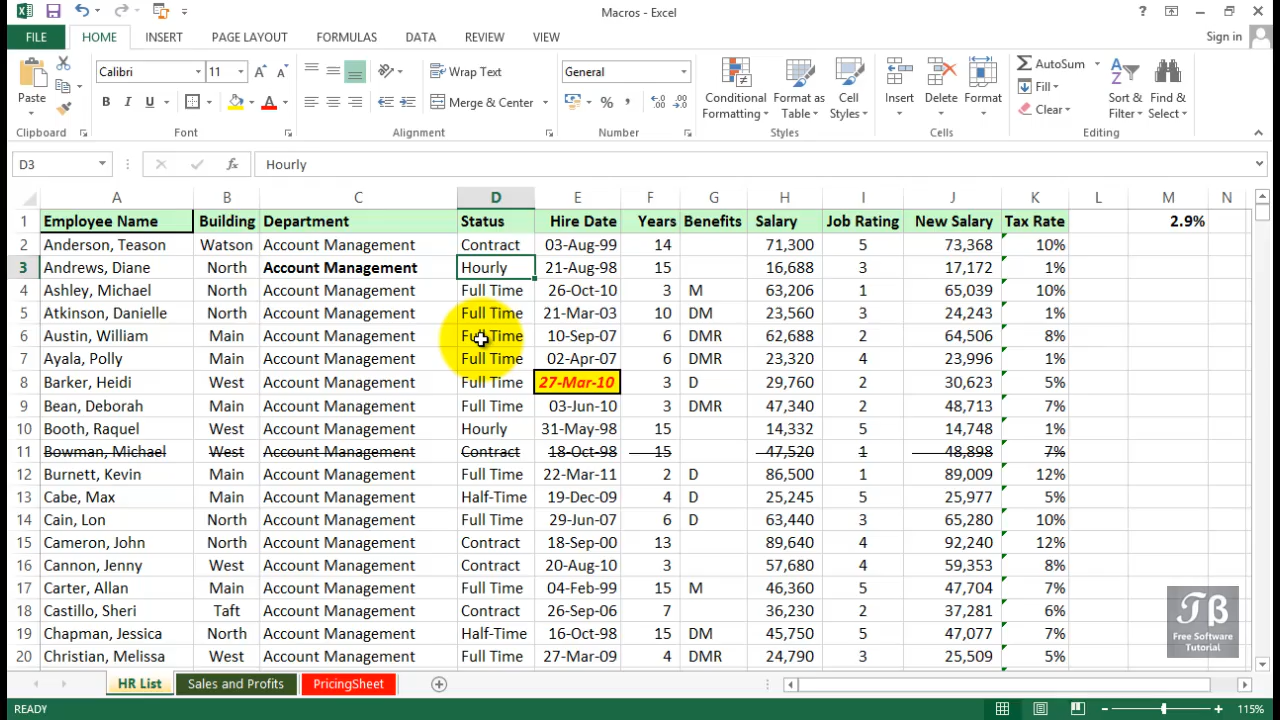 Macros - Excel
Sign in
FILE HOME INSERT PAGE LAYOUT FORMULAS DATA REVIEW VIEW
Paste
Calibri 11
B I U
Wrap Text
Merge & Center
General
Conditional Formatting
Format as Table
Cell Styles
Insert Delete Format
AutoSum
Fill
Clear
Sort & Filter
Find & Select
Clipboard Font Alignment Number Styles Cells Editing
D3 fx Hourly
A B C D E F G H I J K L M N
1 Employee Name Building Department Status Hire Date Years Benefits Salary Job Rating New Salary Tax Rate 2.9%
2 Anderson, Teason Watson Account Management Contract 03-Aug-99 14 71,300 5 73,368 10%
3 Andrews, Diane North Account Management Hourly 21-Aug-98 15 16,688 3 17,172 1%
4 Ashley, Michael North Account Management Full Time 26-Oct-10 3 M 63,206 1 65,039 10%
5 Atkinson, Danielle North Account Management Full Time 21-Mar-03 10 DM 23,560 3 24,243 1%
6 Austin, William Main Account Management Full Time 10-Sep-07 6 DMR 62,688 2 64,506 8%
7 Ayala, Polly Main Account Management Full Time 02-Apr-07 6 DMR 23,320 4 23,996 1%
8 Barker, Heidi West Account Management Full Time 27-Mar-10 3 D 29,760 2 30,623 5%
9 Bean, Deborah Main Account Management Full Time 03-Jun-10 3 DMR 47,340 2 48,713 7%
10 Booth, Raquel West Account Management Hourly 31-May-98 15 14,332 5 14,748 1%
11 Bowman, Michael West Account Management Contract 18-Oct-98 15 47,520 1 48,898 7%
12 Burnett, Kevin Main Account Management Full Time 22-Mar-11 2 D 86,500 1 89,009 12%
13 Cabe, Max Main Account Management Half-Time 19-Dec-09 4 D 25,245 5 25,977 5%
14 Cain, Lon North Account Management Full Time 29-Jun-07 6 D 63,440 3 65,280 10%
15 Cameron, John North Account Management Contract 18-Sep-00 13 89,640 4 92,240 12%
16 Cannon, Jenny West Account Management Contract 20-Aug-10 3 57,680 4 59,353 8%
17 Carter, Allan Main Account Management Full Time 04-Feb-99 15 M 46,360 5 47,704 7%
18 Castillo, Sheri Taft Account Management Contract 26-Sep-06 7 36,230 2 37,281 6%
19 Chapman, Jessica North Account Management Half-Time 16-Oct-98 15 DM 45,750 5 47,077 7%
20 Christian, Melissa West Account Management Full Time 27-Mar-09 4 DMR 24,790 3 25,509 5%
Tβ
Free Software
Tutorial
HR List Sales and Profits PricingSheet
READY 115%